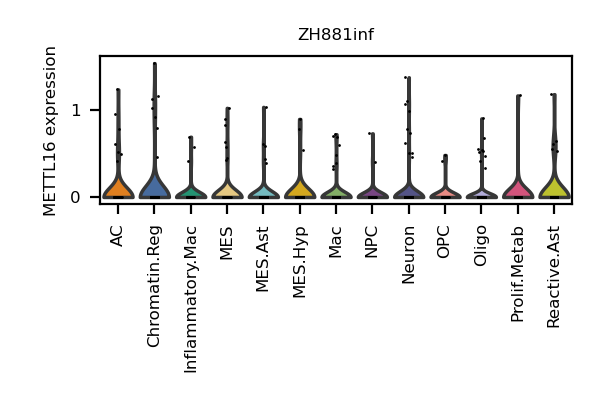 ZH881inf
METTL16 expression
1
0
AC
Chromatin.Reg
Inflammatory.Mac
MES
MES.Ast
MES.Hyp
Mac
NPC
Neuron
OPC
Oligo
Prolif.Metab
Reactive.Ast